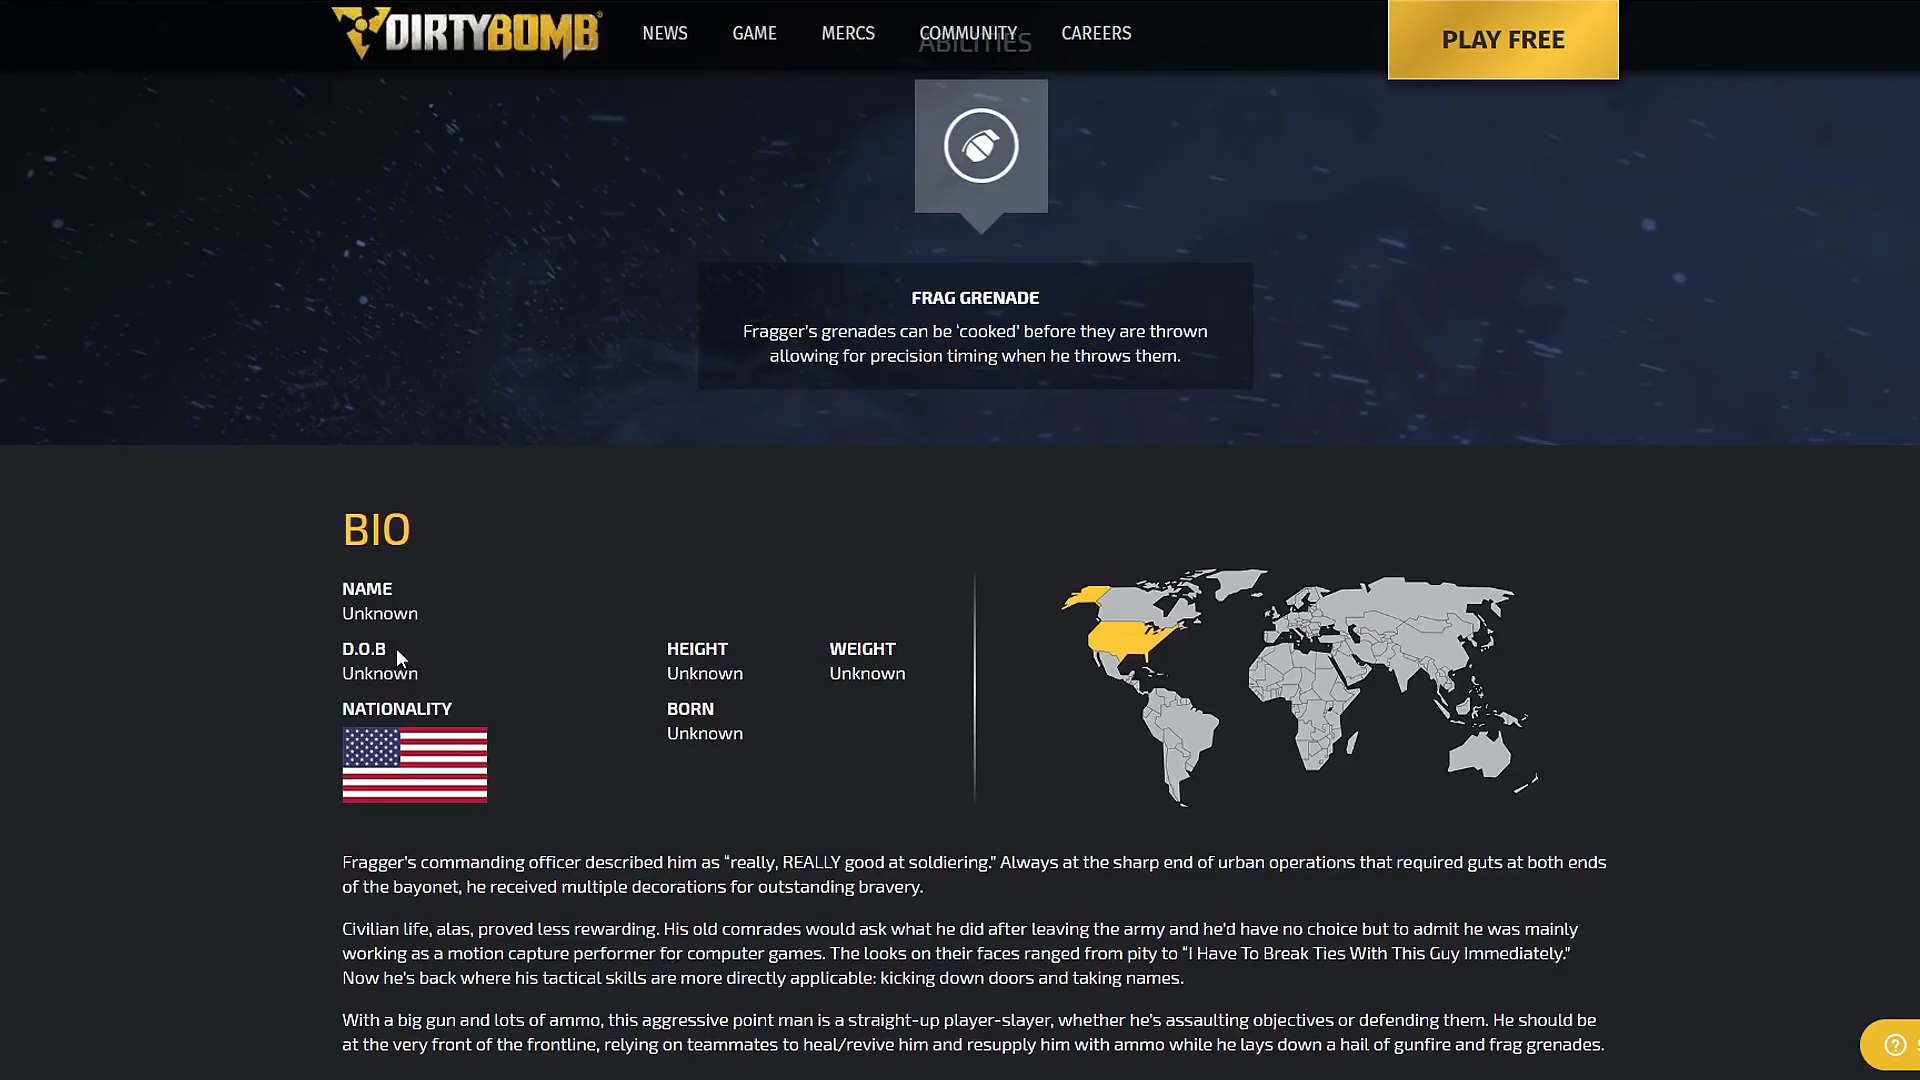 DIRTYBOMB
NEWS
GAME
MERCS
COMMUNITY
CAREERS
PLAY FREE
ABILITIES
FRAG GRENADE
Fragger's grenades can be ‘cooked’ before they are thrown
allowing for precision timing when he throws them.
BIO
NAME
Unknown
D.O.B
Unknown
HEIGHT
Unknown
WEIGHT
Unknown
NATIONALITY
BORN
Unknown
Fragger’s commanding officer described him as “really, REALLY good at soldiering.” Always at the sharp end of urban operations that required guts at both ends
of the bayonet, he received multiple decorations for outstanding bravery.
Civilian life, alas, proved less rewarding. His old comrades would ask what he did after leaving the army and he’d have no choice but to admit he was mainly
working as a motion capture performer for computer games. The looks on their faces ranged from pity to “I Have To Break Ties With This Guy Immediately.”
Now he’s back where his tactical skills are more directly applicable: kicking down doors and taking names.
With a big gun and lots of ammo, this aggressive point man is a straight-up player-slayer, whether he’s assaulting objectives or defending them. He should be
at the very front of the frontline, relying on teammates to heal/revive him and resupply him with ammo while he lays down a hail of gunfire and frag grenades.